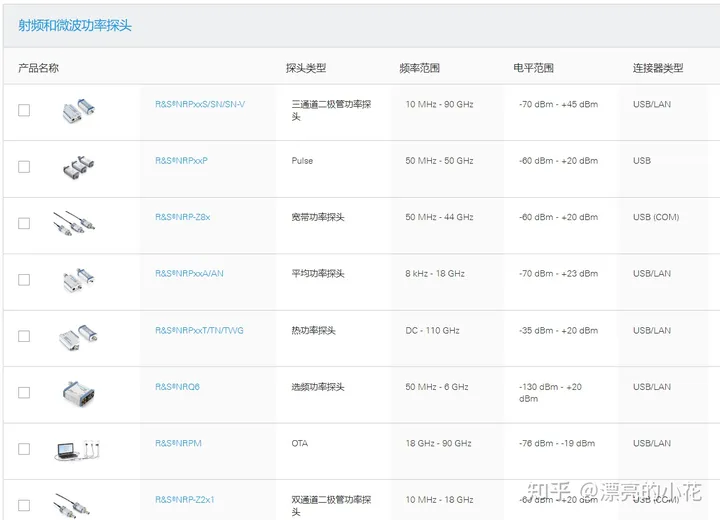 射频和微波功率探头
产品名称 探头类型 频率范围 电平范围 连接器类型
R&S®NRPxxS/SN/SN-V 三通道二极管功率探头 10 MHz - 90 GHz -70 dBm - +45 dBm USB/LAN
R&S®NRPxxP Pulse 50 MHz - 50 GHz -60 dBm - +20 dBm USB
R&S®NRP-Z8x 宽带功率探头 50 MHz - 44 GHz -60 dBm - +20 dBm USB (COM)
R&S®NRPxxA/AN 平均功率探头 8 kHz - 18 GHz -70 dBm - +23 dBm USB/LAN
R&S®NRPxxT/TN/TWG 热功率探头 DC - 110 GHz -35 dBm - +20 dBm USB/LAN
R&S®NRQ6 选频功率探头 50 MHz - 6 GHz -130 dBm - +20 dBm USB/LAN
R&S®NRPM OTA 18 GHz - 90 GHz -76 dBm - -19 dBm USB/LAN
R&S®NRP-Z2x1 双通道二极管功率探头 10 MHz - 18 GHz -60 dBm - +20 dBm USB (COM)
知乎 @漂亮的小花